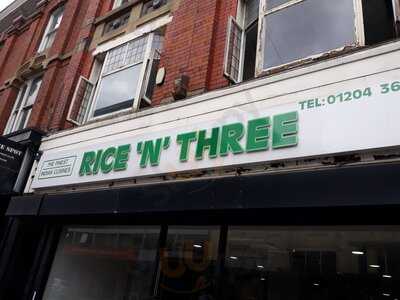 THE FINEST
INDIAN CUISINES
RICE 'N' THREE
TEL: 01204 36